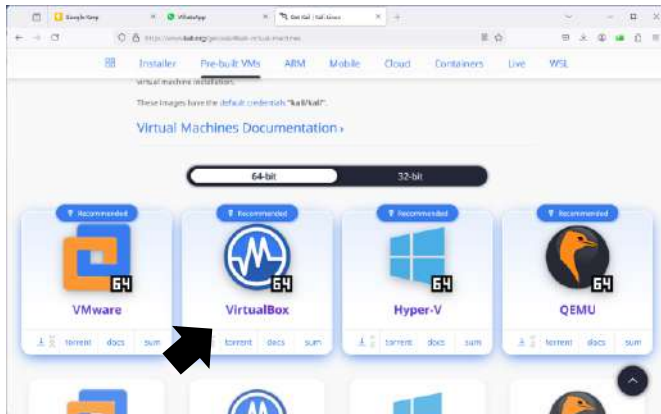 Google Keep
WhatsApp
Get Kali | Kali Linux
Installer
Pre-built VMs
ARM
Mobile
Cloud
Containers
Live
WSL
virtual machine installation.
These images have the default credentials "kali/kali".
Virtual Machines Documentation ›
64-bit
32-bit
Recommended
Recommended
Recommended
Recommended
64
64
64
64
VMware
VirtualBox
Hyper-V
QEMU
torrent docs sum
torrent docs sum
torrent docs sum
torrent docs sum